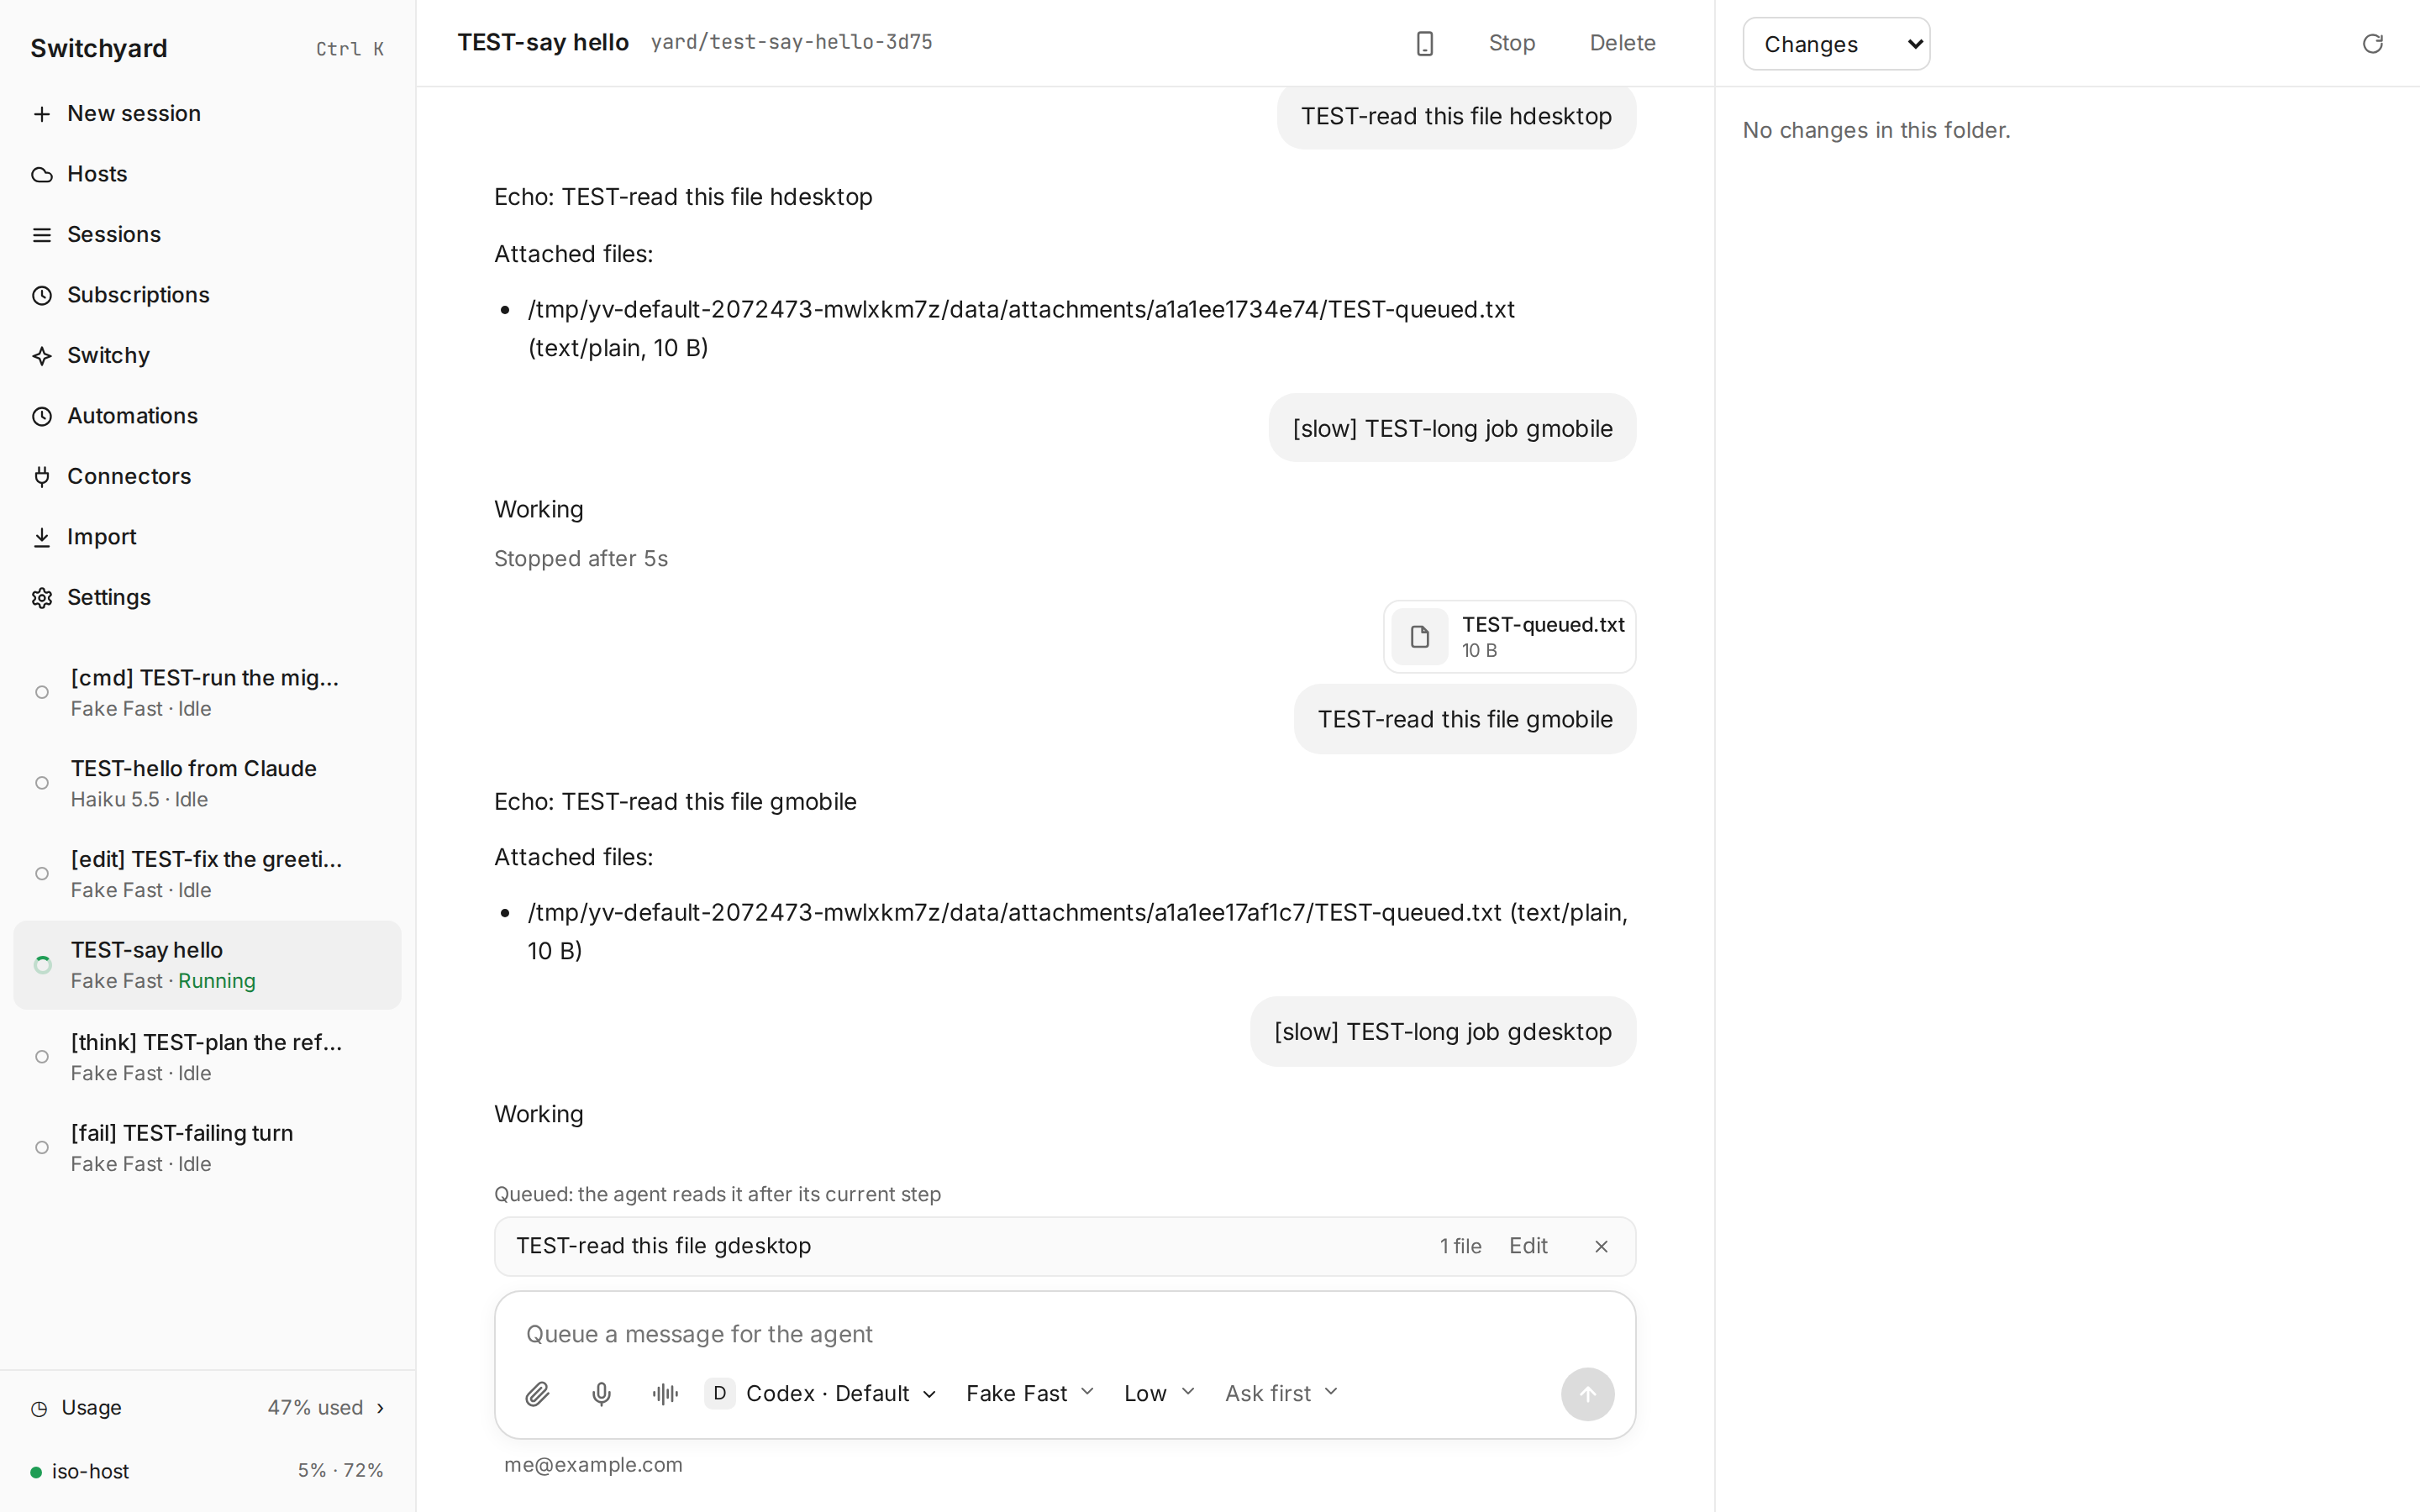 Switchyard
Ctrl K
New session
Hosts
Sessions
Subscriptions
Switchy
Automations
Connectors
Import
Settings
[cmd] TEST-run the mig...
Fake Fast · Idle
TEST-hello from Claude
Haiku 5.5 · Idle
[edit] TEST-fix the greeti...
Fake Fast · Idle
TEST-say hello
Fake Fast · Running
[think] TEST-plan the ref...
Fake Fast · Idle
[fail] TEST-failing turn
Fake Fast · Idle
Usage
47% used
iso-host
5% · 72%
TEST-say hello
yard/test-say-hello-3d75
Stop
Delete
TEST-read this file hdesktop
Echo: TEST-read this file hdesktop
Attached files:
• /tmp/yv-default-2072473-mwlxkm7z/data/attachments/a1a1ee1734e74/TEST-queued.txt
(text/plain, 10 B)
[slow] TEST-long job gmobile
Working
Stopped after 5s
TEST-queued.txt
10 B
TEST-read this file gmobile
Echo: TEST-read this file gmobile
Attached files:
• /tmp/yv-default-2072473-mwlxkm7z/data/attachments/a1a1ee17af1c7/TEST-queued.txt (text/plain,
10 B)
[slow] TEST-long job gdesktop
Working
Queued: the agent reads it after its current step
TEST-read this file gdesktop
1 file
Edit
Queue a message for the agent
D
Codex · Default
Fake Fast
Low
Ask first
me@example.com
Changes
No changes in this folder.